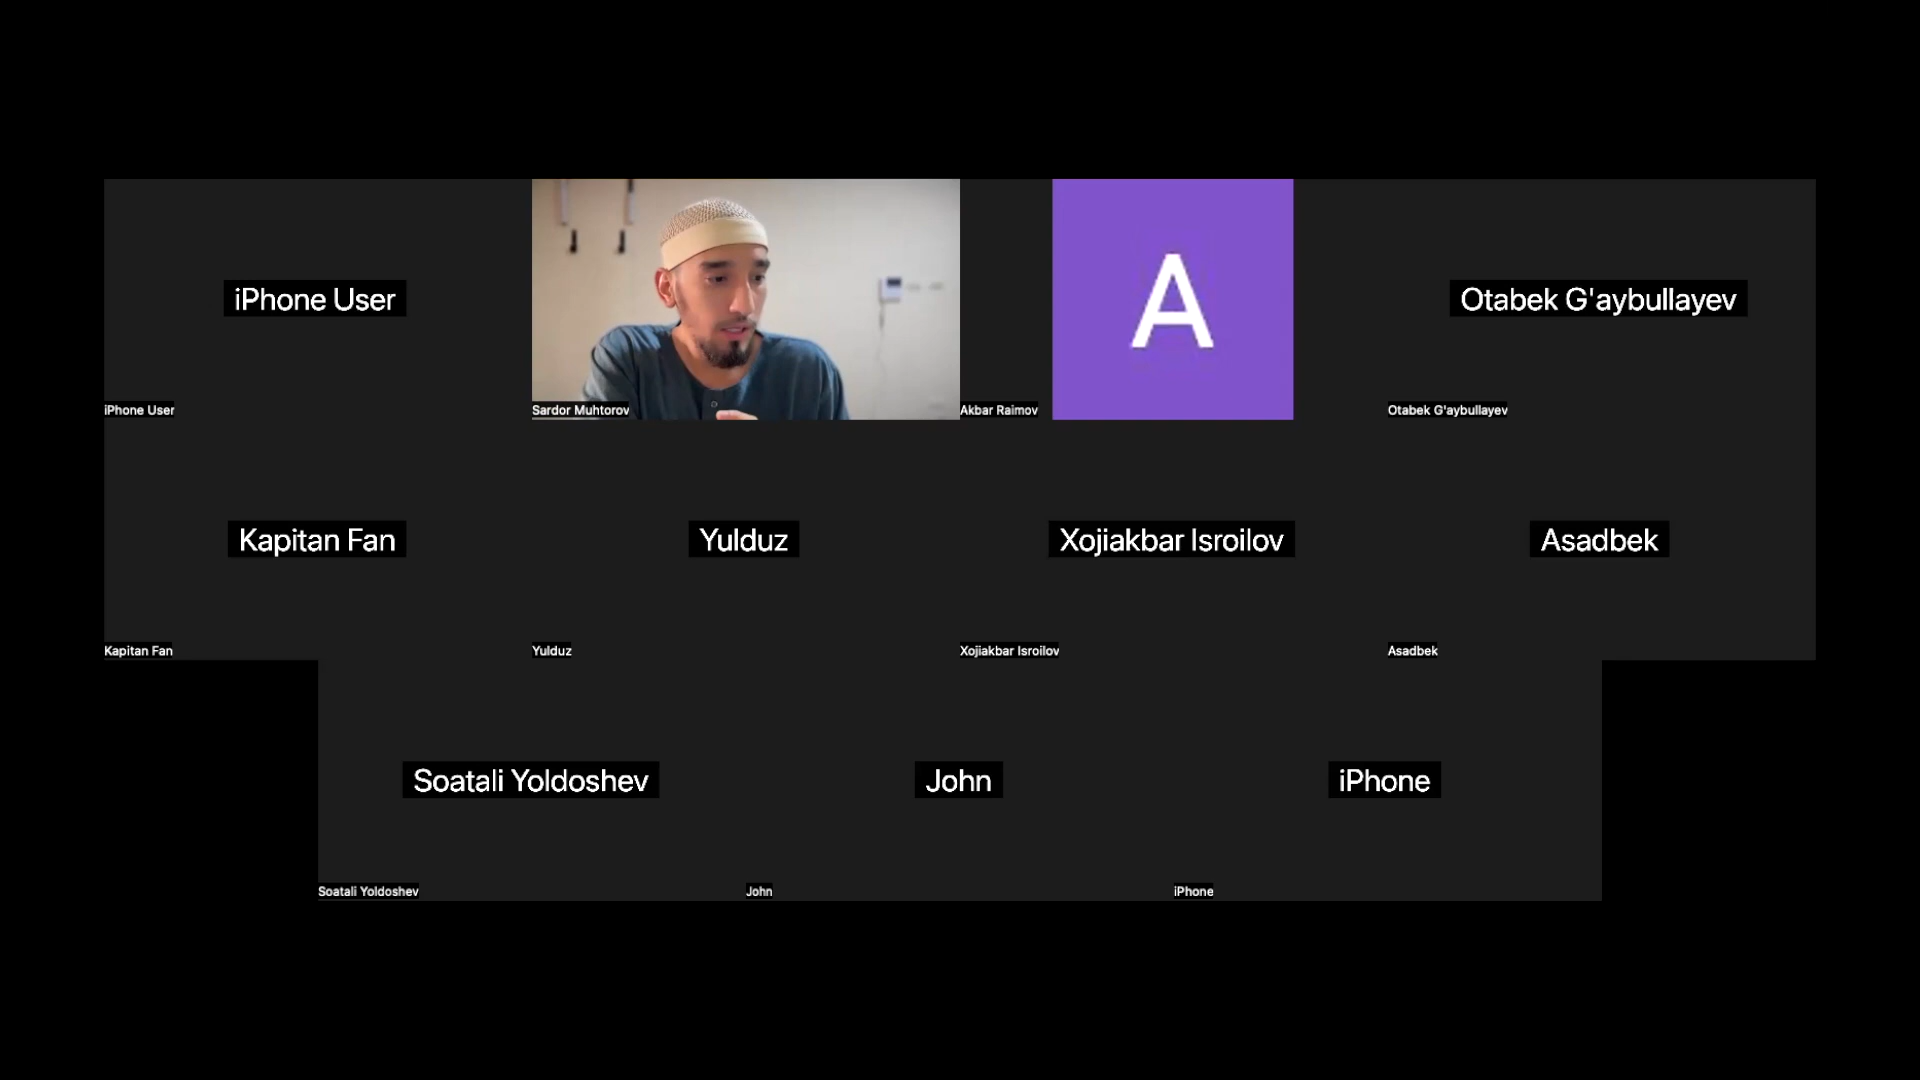 iPhone User
iPhone User
Sardor Muhtorov
A
Akbar Raimov
Otabek G'aybullayev
Otabek G'aybullayev
Kapitan Fan
Kapitan Fan
Yulduz
Yulduz
Xojiakbar Isroilov
Xojiakbar Isroilov
Asadbek
Asadbek
Soatali Yoldoshev
Soatali Yoldoshev
John
John
iPhone
iPhone